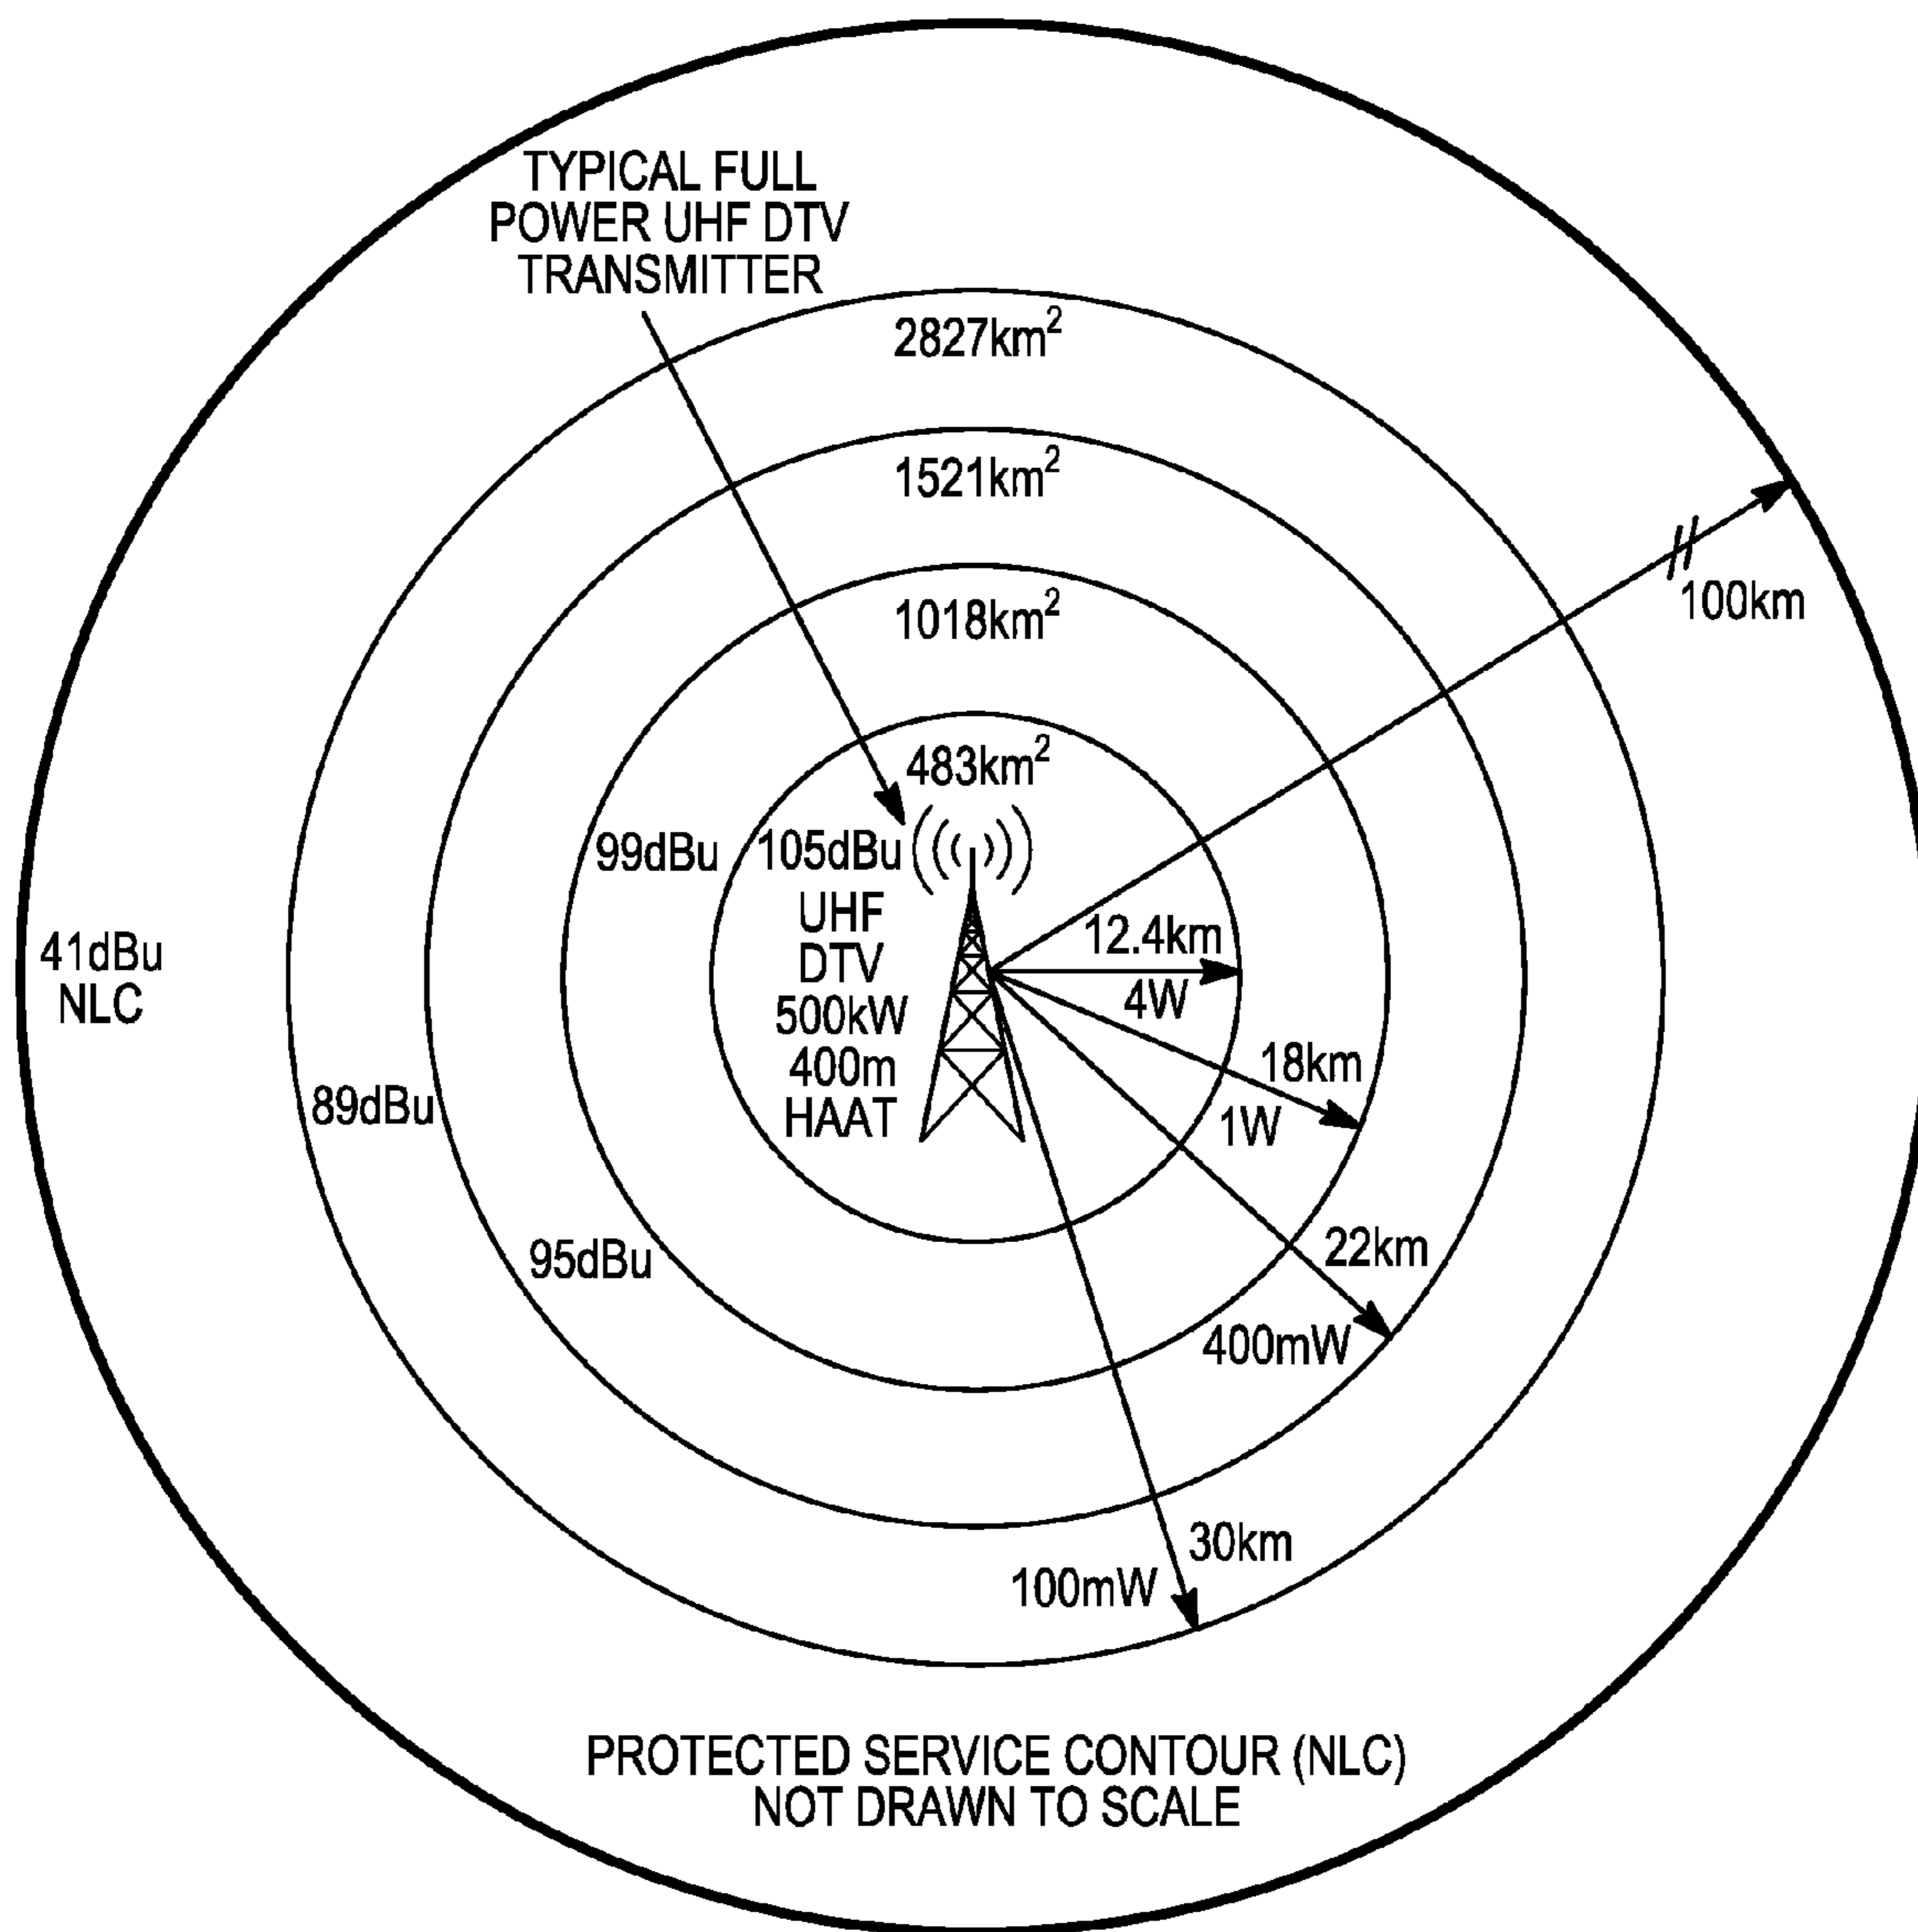 TYPICAL FULL
POWER UHF DTV
TRANSMITTER
2827km²
1521km²
1018km²
483km²
100km
99dBu
105dBu
UHF
DTV
500kW
400m
HAAT
41dBu
NLC
12.4km
4W
18km
1W
89dBu
22km
95dBu
400mW
30km
100mW
PROTECTED SERVICE CONTOUR (NLC)
NOT DRAWN TO SCALE